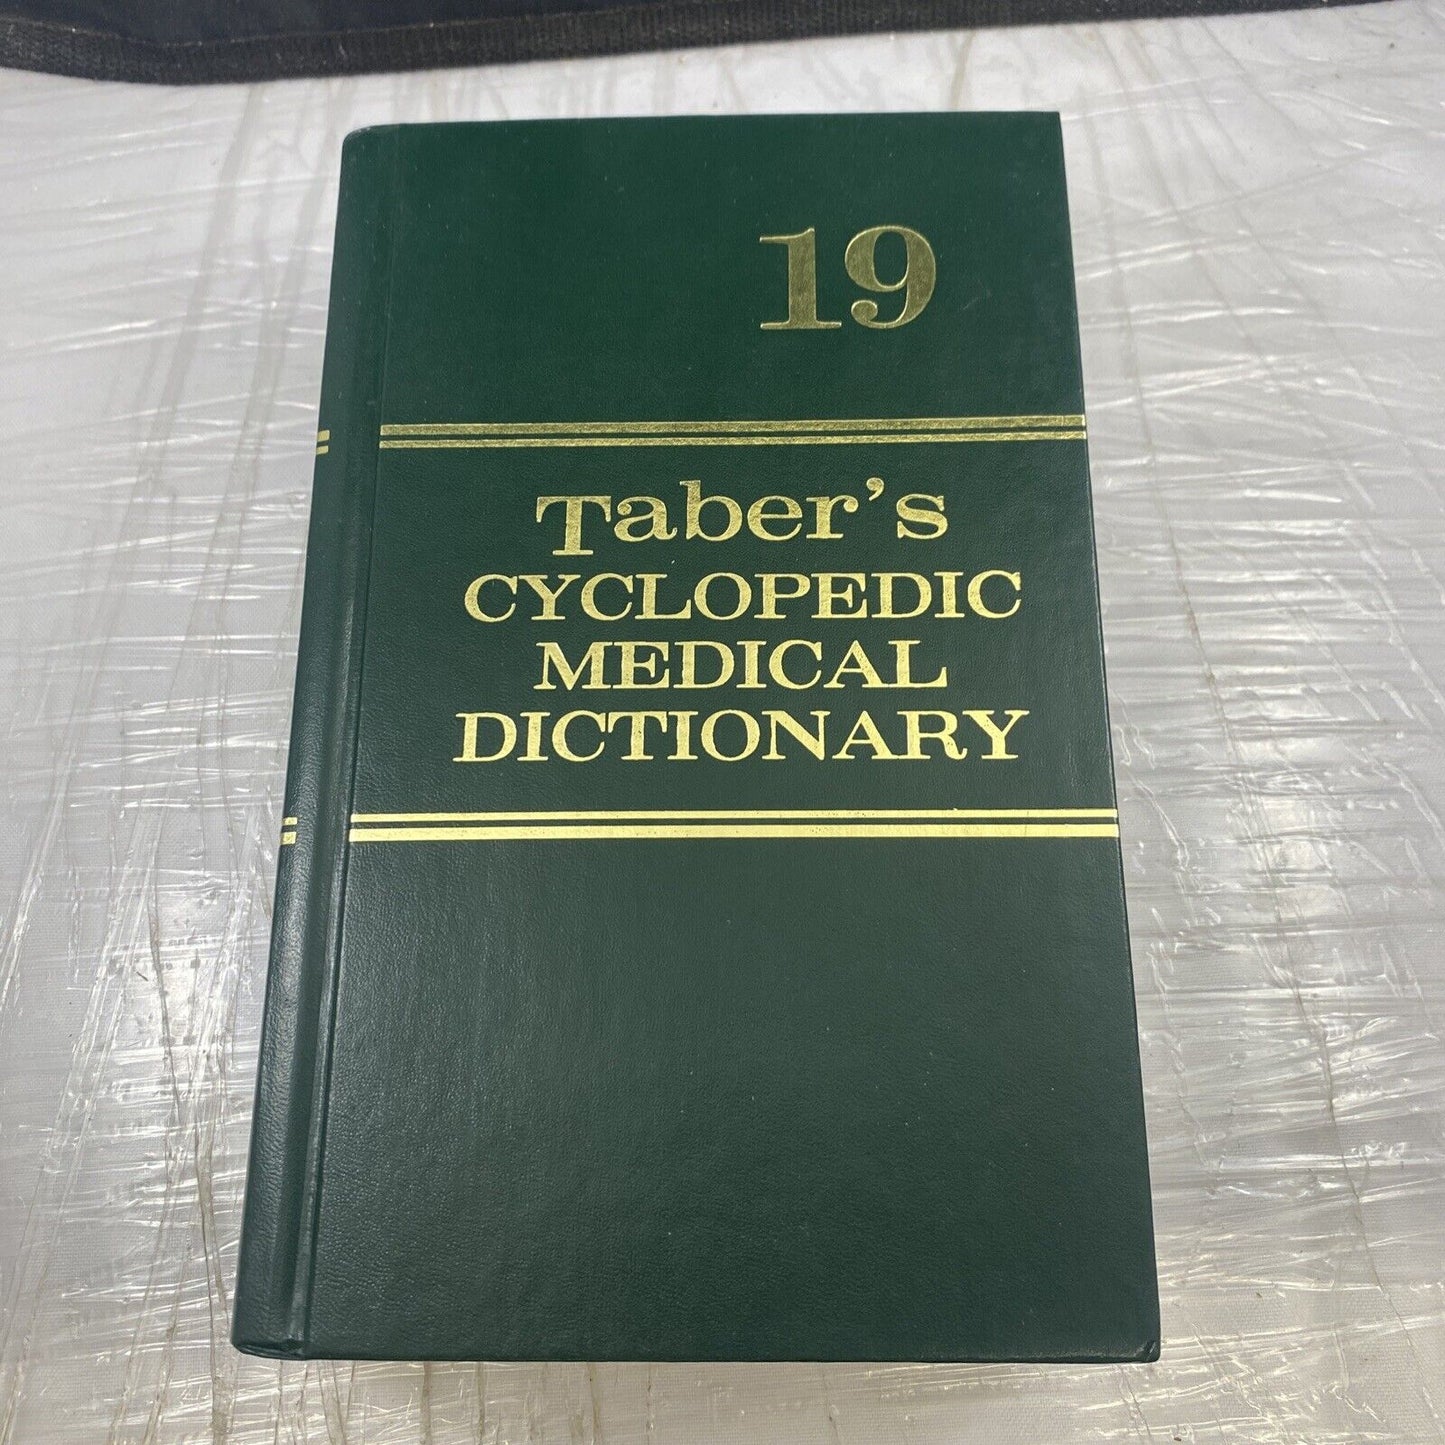 19
Taber's
CYCLOPEDIC
MEDICAL
DICTIONARY